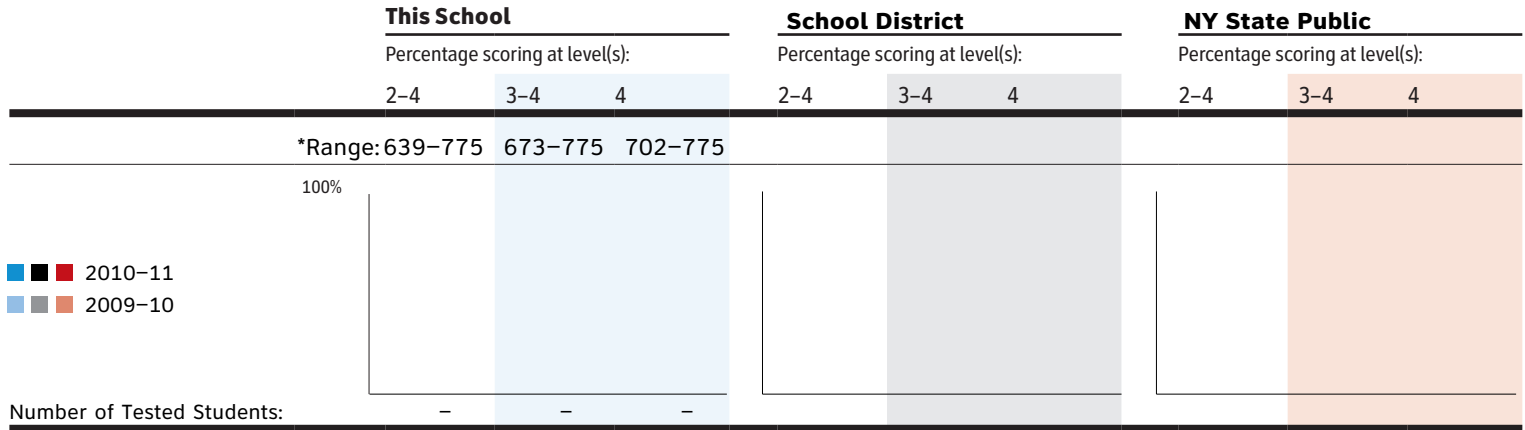 This School School District NY State Public
Percentage scoring at level(s): Percentage scoring at level(s): Percentage scoring at level(s):
2–4 3–4 4 2–4 3–4 4 2–4 3–4 4
*Range: 639–775 673–775 702–775
100%
2010–11
2009–10
Number of Tested Students: – – –